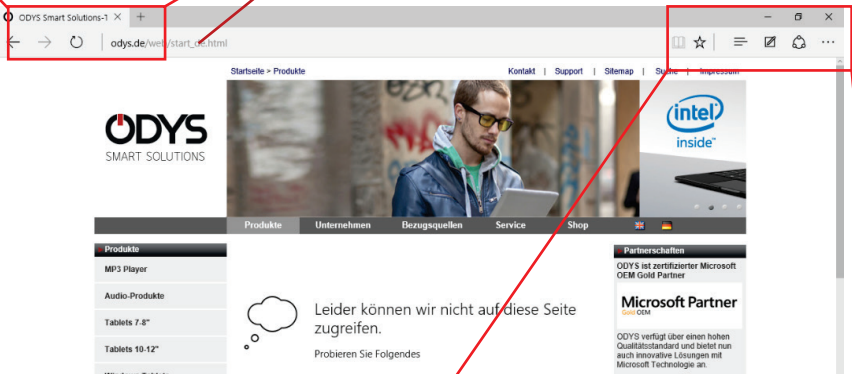 ODYS Smart Solutions-T
odys.de/web/start_de.html
Startseite > Produkte
Kontakt | Support | Sitemap | Suche | Impressum
ODYS
SMART SOLUTIONS
intel
inside™
Produkte Unternehmen Bezugsquellen Service Shop
Produkte
MP3 Player
Audio-Produkte
Tablets 7-8"
Tablets 10-12"
Leider können wir nicht auf diese Seite
zugreifen.
Probieren Sie Folgendes
Partnerschaften
ODYS ist zertifizierter Microsoft
OEM Gold Partner
Microsoft Partner
Gold OEM
ODYS verfügt über einen hohen
Qualitätsstandard und bietet nun
auch innovative Lösungen mit
Microsoft Technologie an.